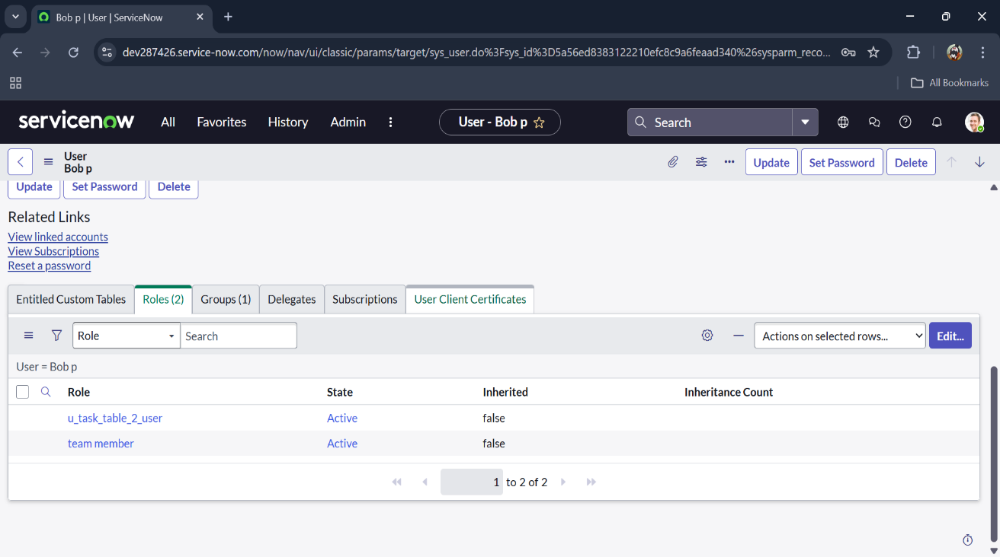 Bob p | User | ServiceNow
dev287426.service-now.com/now/nav/ui/classic/params/target/sys_user.do%3Fsys_id%3D5a56ed8383122210efc8c9a6feaad340%26sysparm_reco...
All Bookmarks
servicenow All Favorites History Admin User - Bob p Search
User
Bob p
Update Set Password Delete
Update Set Password Delete
Related Links
View linked accounts
View Subscriptions
Reset a password
Entitled Custom Tables Roles (2) Groups (1) Delegates Subscriptions User Client Certificates
Role Search Actions on selected rows... Edit...
User = Bob p
Role State Inherited Inheritance Count
u_task_table_2_user Active false
team member Active false
1 to 2 of 2